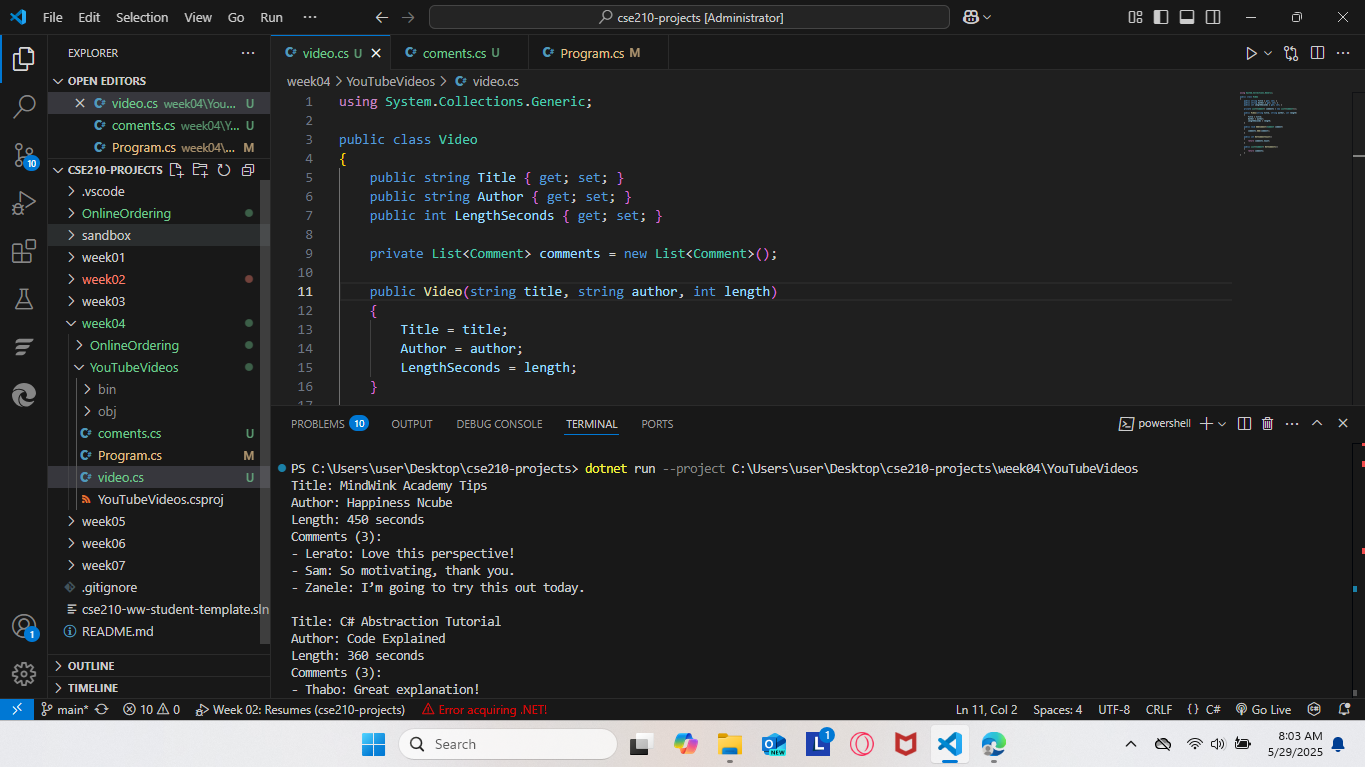 File Edit Selection View Go Run ··· cse210-projects [Administrator]
EXPLORER ···
OPEN EDITORS
video.cs week04\You... U
coments.cs week04\Y... U
Program.cs week04\... M
CSE210-PROJECTS
.vscode
OnlineOrdering
sandbox
week01
week02
week03
week04
OnlineOrdering
YouTubeVideos
bin
obj
coments.cs U
Program.cs M
video.cs U
YouTubeVideos.csproj
week05
week06
week07
.gitignore
cse210-ww-student-template.sln
README.md
OUTLINE
TIMELINE
10
1
video.cs U coments.cs U Program.cs M
week04 > YouTubeVideos > video.cs
1 using System.Collections.Generic;
2
3 public class Video
4 {
5 public string Title { get; set; }
6 public string Author { get; set; }
7 public int LengthSeconds { get; set; }
8
9 private List<Comment> comments = new List<Comment>();
10
11 public Video(string title, string author, int length)
12 {
13 Title = title;
14 Author = author;
15 LengthSeconds = length;
16 }
17
PROBLEMS 10 OUTPUT DEBUG CONSOLE TERMINAL PORTS powershell
PS C:\Users\user\Desktop\cse210-projects> dotnet run --project C:\Users\user\Desktop\cse210-projects\week04\YouTubeVideos
Title: MindWink Academy Tips
Author: Happiness Ncube
Length: 450 seconds
Comments (3):
- Lerato: Love this perspective!
- Sam: So motivating, thank you.
- Zanele: I’m going to try this out today.
Title: C# Abstraction Tutorial
Author: Code Explained
Length: 360 seconds
Comments (3):
- Thabo: Great explanation!
main* 10 0 Week 02: Resumes (cse210-projects) Error acquiring .NET! Ln 11, Col 2 Spaces: 4 UTF-8 CRLF {} C# Go Live
Search NEW L 1 8:03 AM
5/29/2025